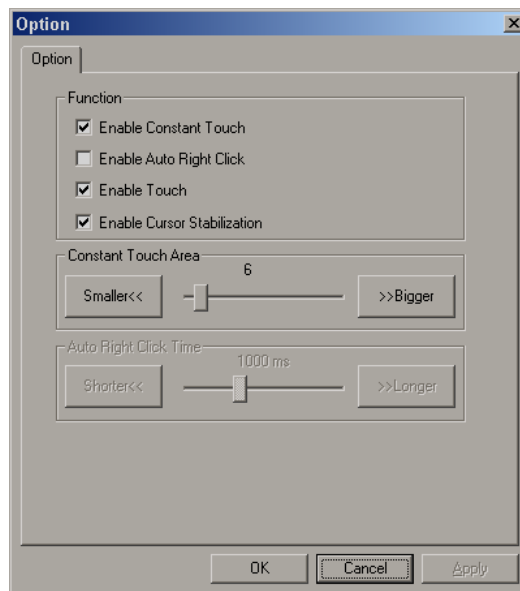 Option
Option
Function
Enable Constant Touch
Enable Auto Right Click
Enable Touch
Enable Cursor Stabilization
Constant Touch Area
6
Smaller<< >>Bigger
Auto Right Click Time
1000 ms
Shorter<< >>Longer
OK Cancel Apply